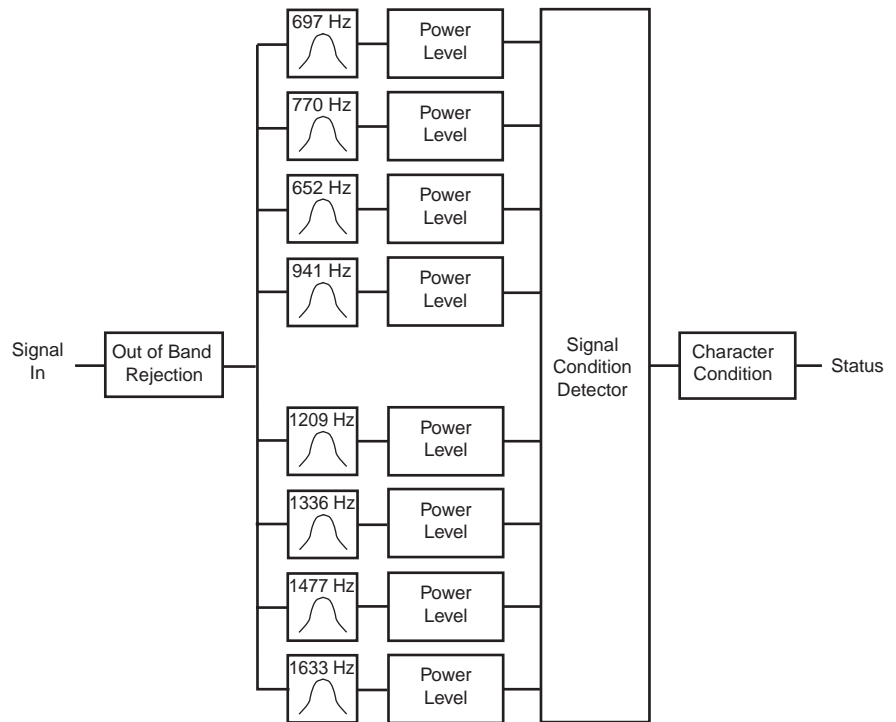 697 Hz
Power
Level
770 Hz
Power
Level
652 Hz
Power
Level
941 Hz
Power
Level
Signal
In
Out of Band
Rejection
Signal
Condition
Detector
Character
Condition
Status
1209 Hz
Power
Level
1336 Hz
Power
Level
1477 Hz
Power
Level
1633 Hz
Power
Level